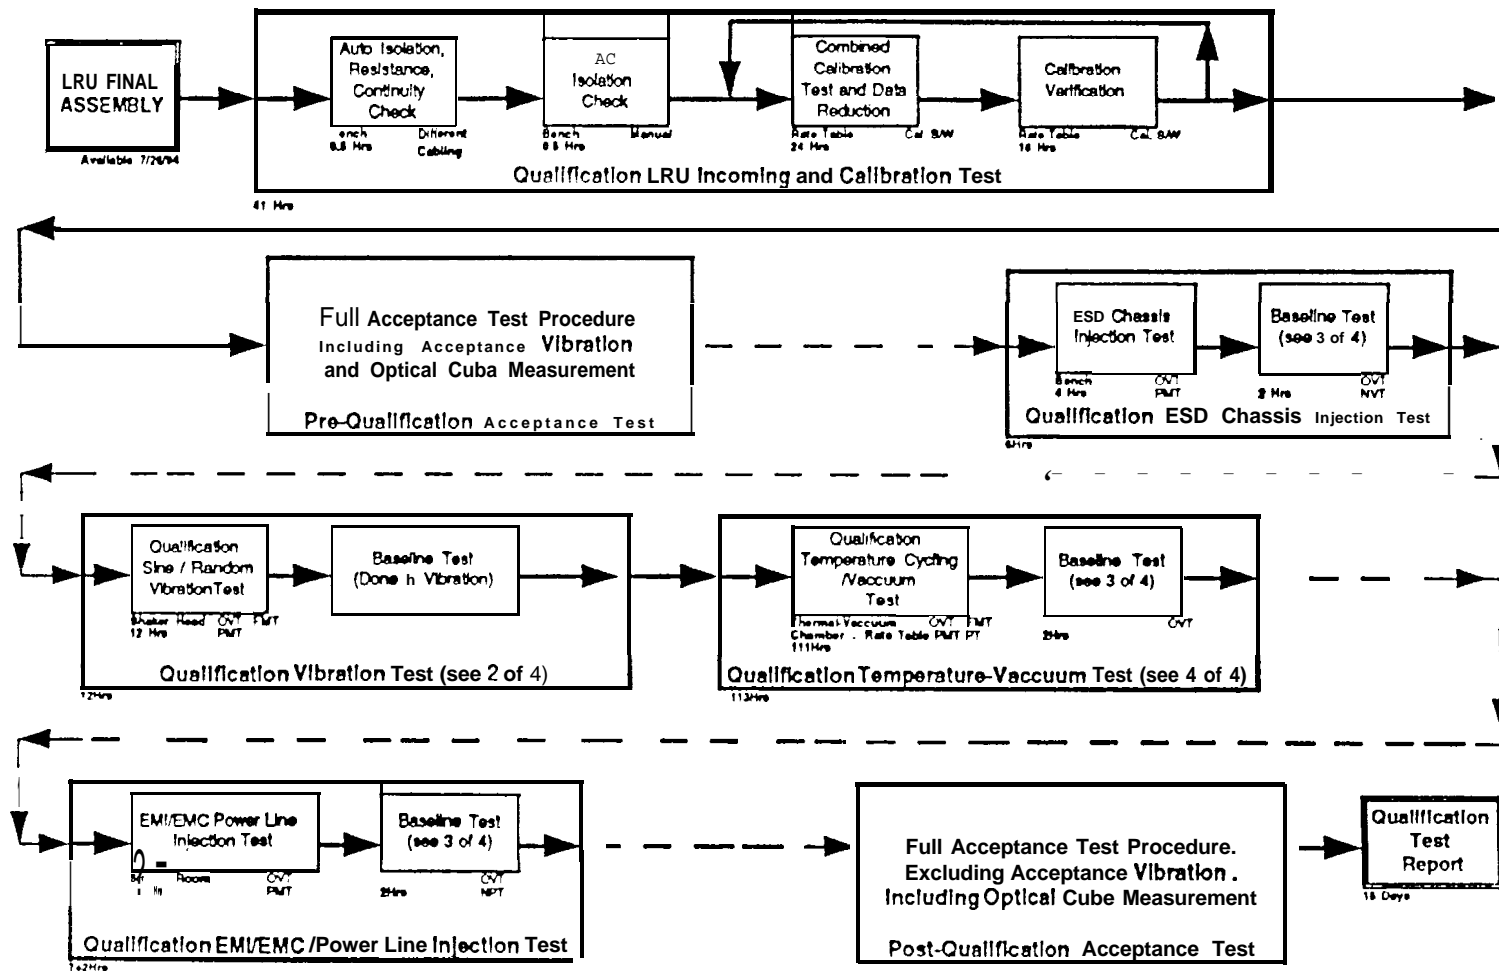 LRU FINAL
ASSEMBLY
Available 7/26/94
Auto Isolation,
Resistance,
Continuity
Check
ench Different
0.5 Hrs Cabling
AC
Isolation
Check
Bench Manual
0.5 Hrs
Combined
Calibration
Test and Data
Reduction
Rate Table Cal. S/W
24 Hrs
Calibration
Verification
Rate Table Cal. S/W
16 Hrs
Qualification LRU Incoming and Calibration Test
41 Hrs
Full Acceptance Test Procedure
Including Acceptance Vibration
and Optical Cuba Measurement
Pre-Qualification Acceptance Test
ESD Chassis
Injection Test
Bench OVT
4 Hrs PMT
Baseline Test
(see 3 of 4)
2 Hrs OVT
NVT
Qualification ESD Chassis Injection Test
6Hrs
Qualification
Sine / Random
Vibration Test
Shaker Head OVT FMT
12 Hrs PMT
Baseline Test
(Done h Vibration)
Qualification Vibration Test (see 2 of 4)
12Hrs
Qualification
Temperature Cycling
/Vaccuum
Test
Thermal-Vaccuum OVT FMT
Chamber . Rate Table PMT PT
111Hrs
Baseline Test
(see 3 of 4)
2Hrs OVT
Qualification Temperature-Vaccuum Test (see 4 of 4)
113Hrs
EMI/EMC Power Line
Injection Test
Room OVT
PMT
Baseline Test
(see 3 of 4)
OVT
2Hrs NPT
Qualification EMI/EMC /Power Line Injection Test
?+2Hrs
Full Acceptance Test Procedure.
Excluding Acceptance Vibration .
Including Optical Cube Measurement
Post-Qualification Acceptance Test
Qualification
Test
Report
15 Days